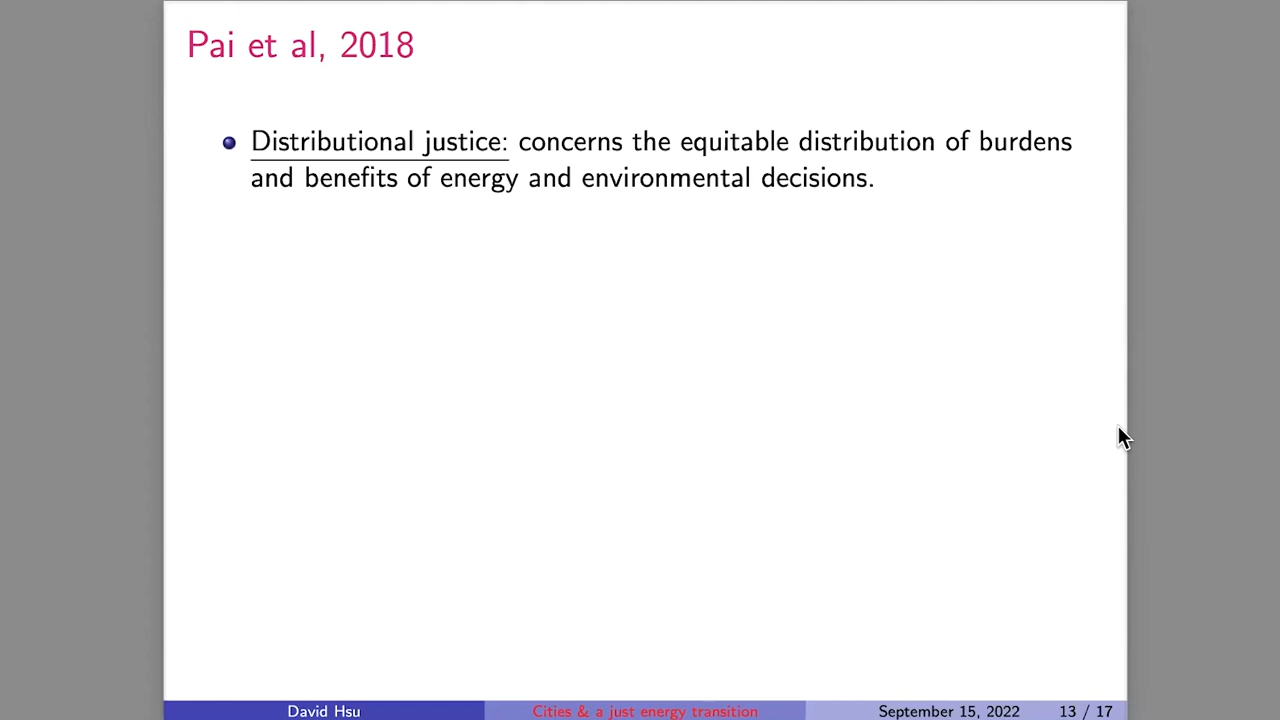 Pai et al, 2018
Distributional justice: concerns the equitable distribution of burdens
and benefits of energy and environmental decisions.
David Hsu
Cities & a just energy transition
September 15, 2022
13 / 17